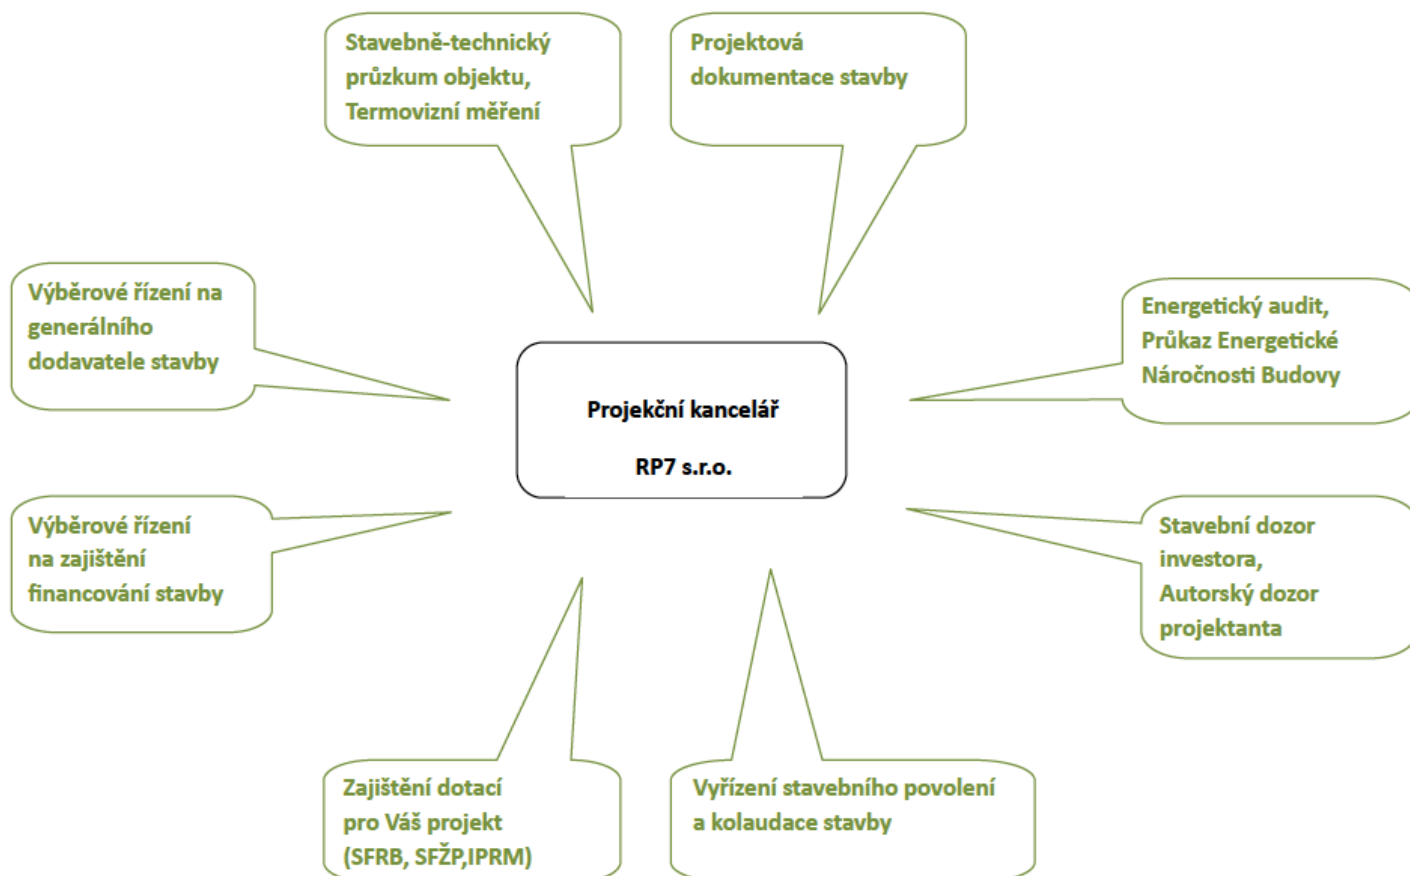 Stavebně-technický
průzkum objektu,
Termovizní měření
Projektová
dokumentace stavby
Výběrové řízení na
generálního
dodavatele stavby
Energetický audit,
Průkaz Energetické
Náročnosti Budovy
Projekční kancelář
RP7 s.r.o.
Výběrové řízení
na zajištění
financování stavby
Stavební dozor
investora,
Autorský dozor
projektanta
Zajištění dotací
pro Váš projekt
(SFRB, SFŽP,IPRM)
Vyřízení stavebního povolení
a kolaudace stavby